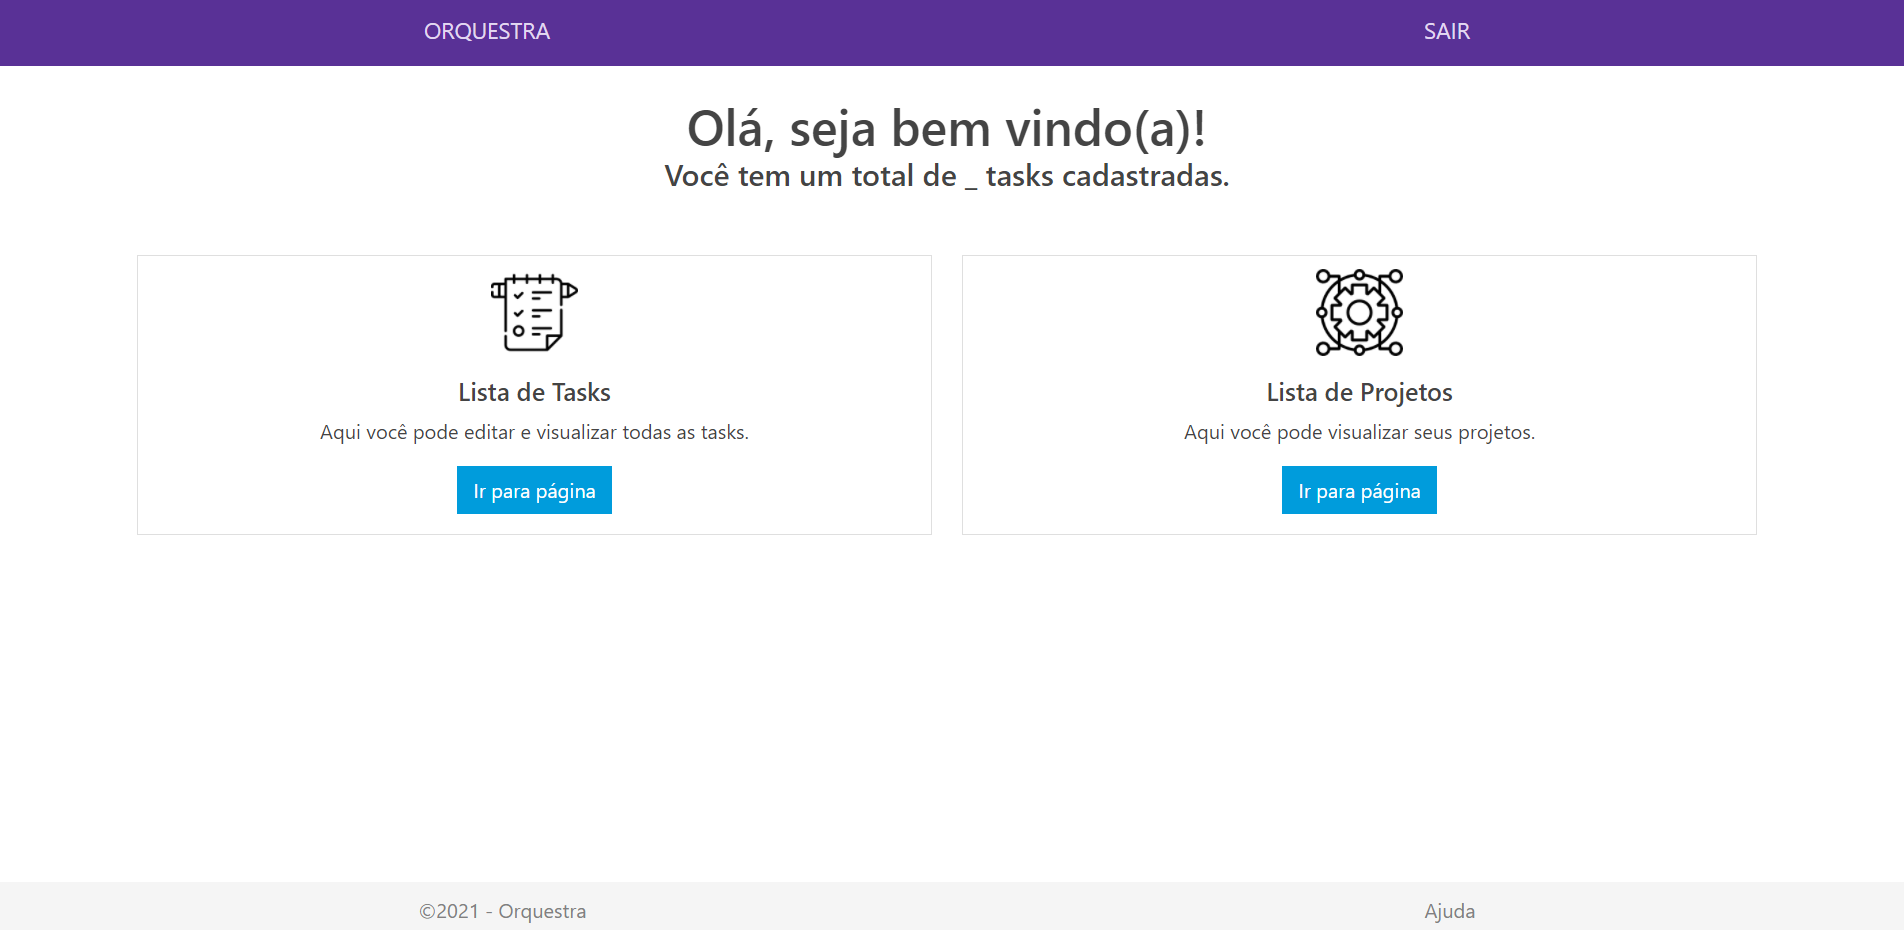 ORQUESTRA
SAIR
Olá, seja bem vindo(a)!
Você tem um total de _ tasks cadastradas.
Lista de Tasks
Aqui você pode editar e visualizar todas as tasks.
Ir para página
Lista de Projetos
Aqui você pode visualizar seus projetos.
Ir para página
©2021 - Orquestra
Ajuda